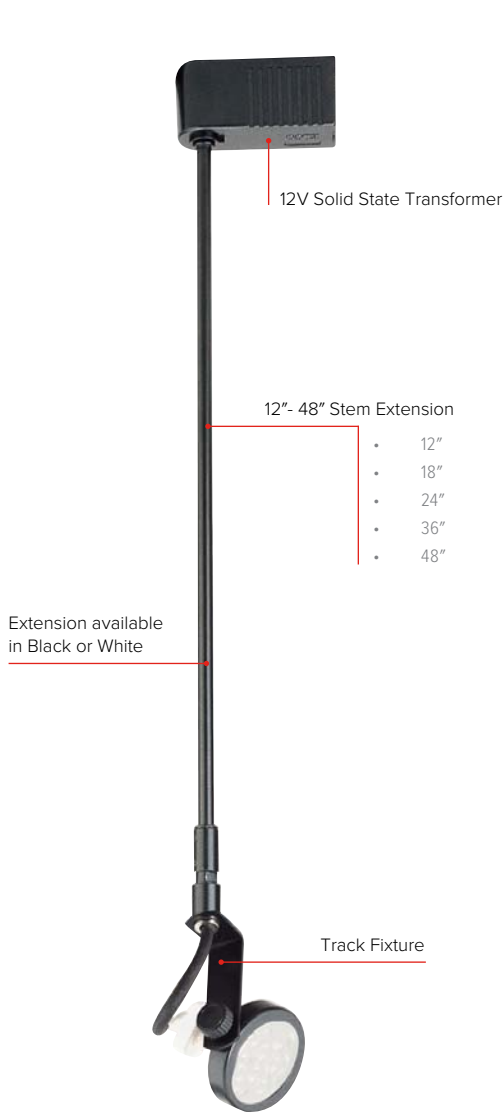 12V Solid State Transformer
12″- 48″ Stem Extension
• 12″
• 18″
• 24″
• 36″
• 48″
Extension available
in Black or White
Track Fixture